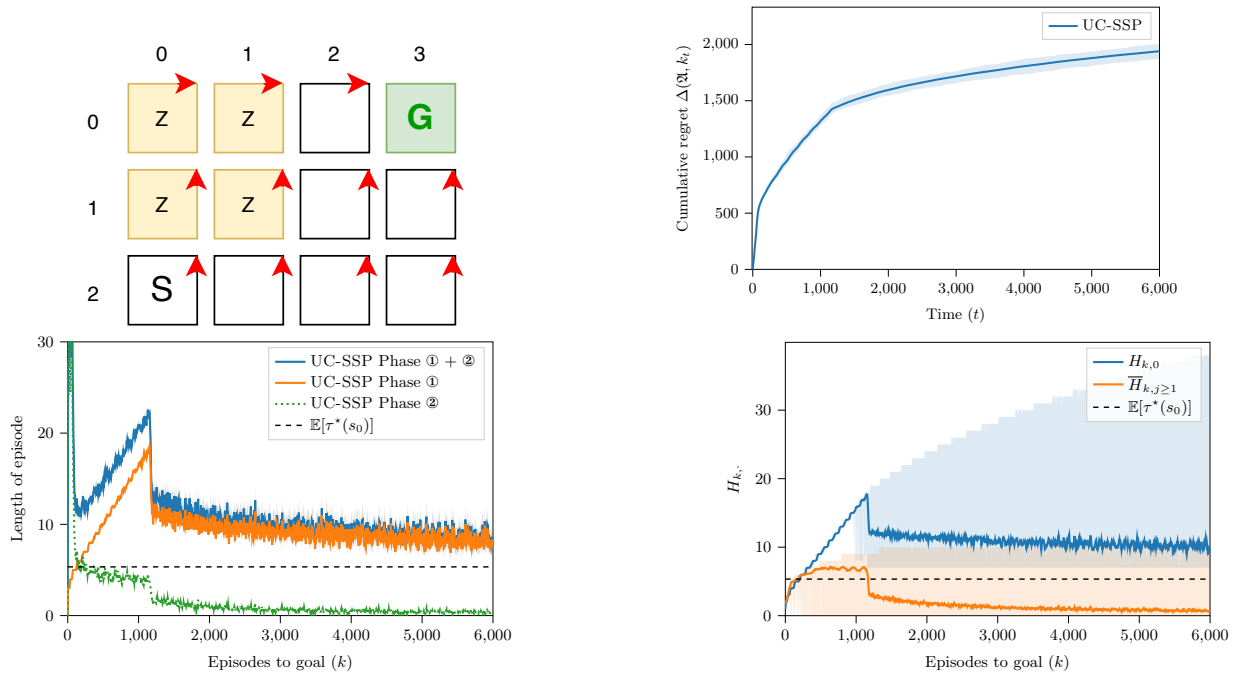 0 1 2 3
0 z z G
1 z z
2 S
UC-SSP
Cumulative regret Δ(𝔄, k_t)
2,000
1,500
1,000
500
0
0 1,000 2,000 3,000 4,000 5,000 6,000
Time (t)
UC-SSP Phase ① + ②
UC-SSP Phase ①
UC-SSP Phase ②
𝔼[τ⋆(s₀)]
Length of episode
30
20
10
0
0 1,000 2,000 3,000 4,000 5,000 6,000
Episodes to goal (k)
H_{k,0}
H̅_{k,j≥1}
𝔼[τ⋆(s₀)]
H_{k,·}
30
20
10
0
0 1,000 2,000 3,000 4,000 5,000 6,000
Episodes to goal (k)